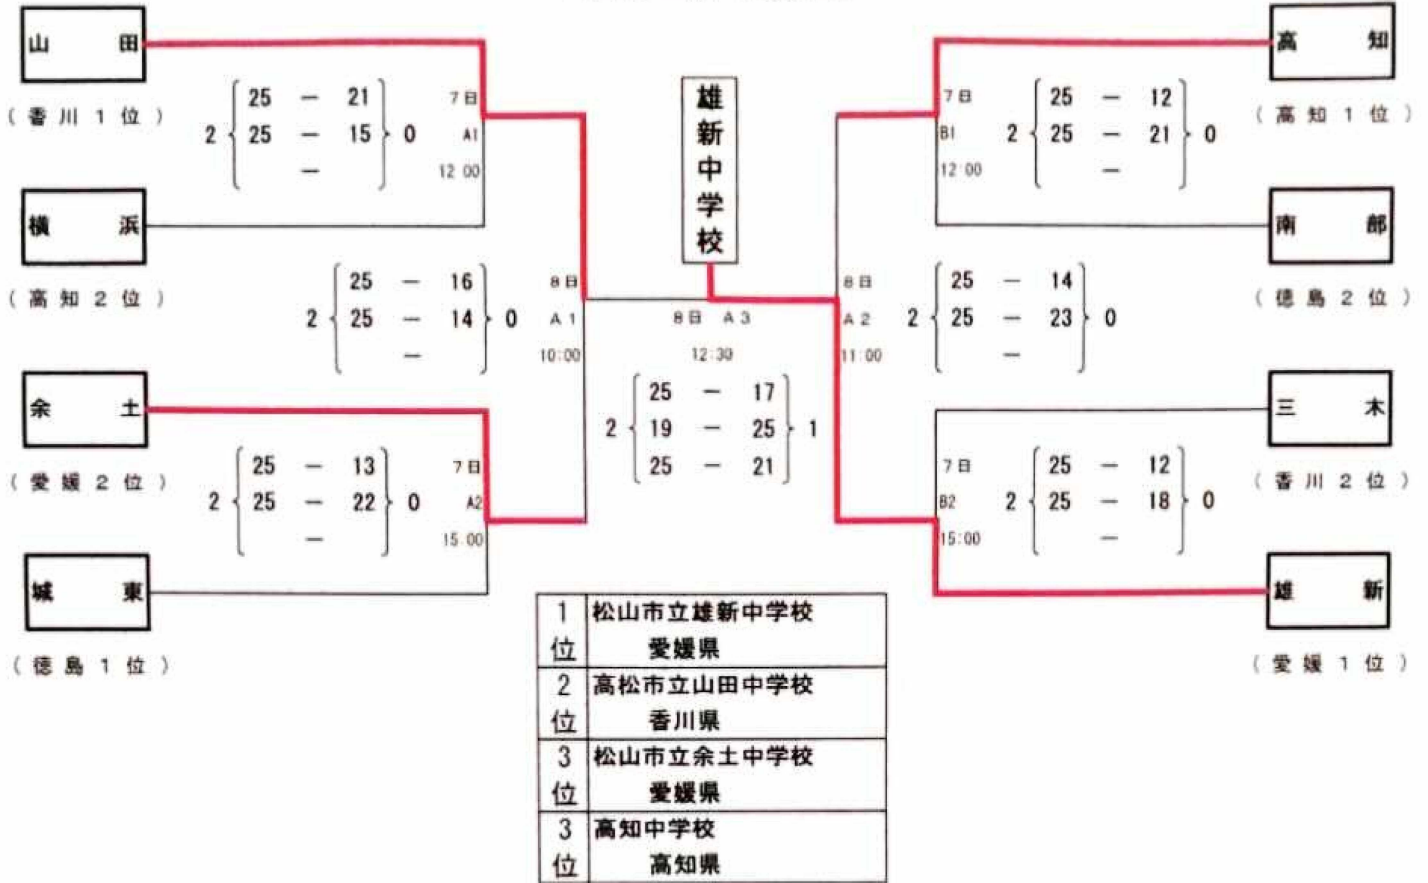 山 田
(香川1位)
2 25 － 21 0
25 － 15
－
7日
A1
12:00
横 浜
(高知2位)
2 25 － 16 0
25 － 14
－
8日
A1
10:00
余 土
(愛媛2位)
2 25 － 13 0
25 － 22
－
7日
A2
15:00
城 東
(徳島1位)
雄新中学校
8日 A3
12:30
2 25 － 17 1
19 － 25
25 － 21
高 知
(高知1位)
7日
B1
12:00
2 25 － 12 0
25 － 21
－
南 部
(徳島2位)
8日
A2
11:00
2 25 － 14 0
25 － 23
－
三 木
(香川2位)
7日
B2
15:00
2 25 － 12 0
25 － 18
－
雄 新
(愛媛1位)
1位 松山市立雄新中学校
愛媛県
2位 高松市立山田中学校
香川県
3位 松山市立余土中学校
愛媛県
3位 高知中学校
高知県